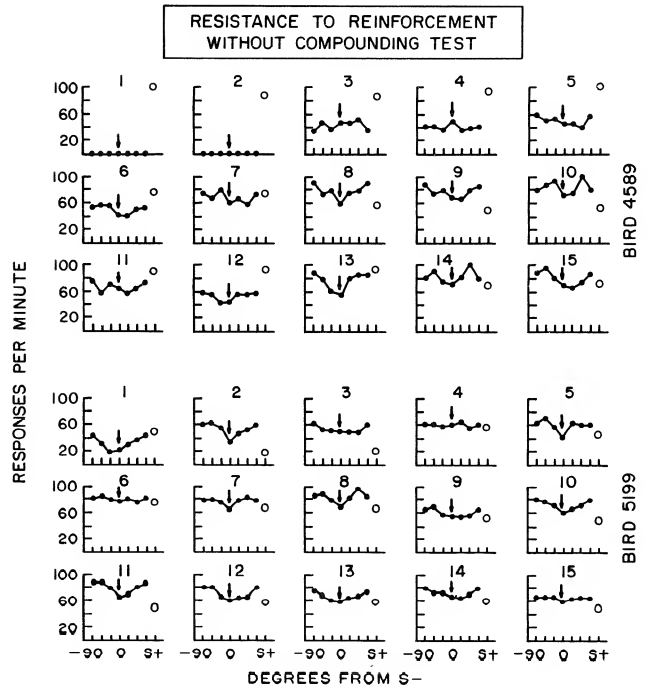 RESISTANCE TO REINFORCEMENT
WITHOUT COMPOUNDING TEST
RESPONSES PER MINUTE
1 2 3 4 5
100
60
20
6 7 8 9 10
100
60
20
11 12 13 14 15
100
60
20
BIRD 4589
1 2 3 4 5
100
60
20
6 7 8 9 10
100
60
20
11 12 13 14 15
100
60
20
BIRD 5199
-90 0 S+ -90 0 S+ -90 0 S+ -90 0 S+ -90 0 S+
DEGREES FROM S-